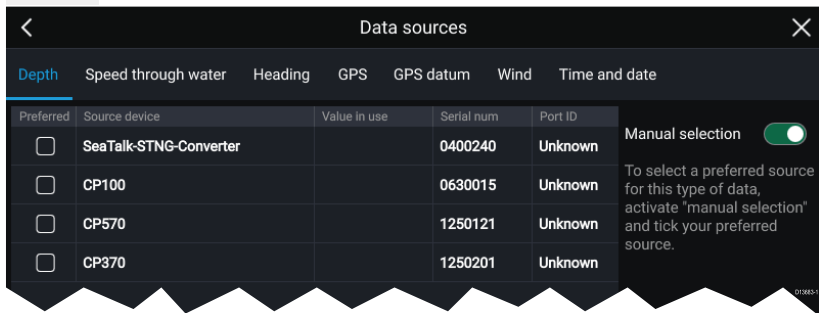 Data sources
Depth Speed through water Heading GPS GPS datum Wind Time and date
Preferred Source device Value in use Serial num Port ID
SeaTalk-STNG-Converter 0400240 Unknown
CP100 0630015 Unknown
CP570 1250121 Unknown
CP370 1250201 Unknown
Manual selection
To select a preferred source
for this type of data,
activate "manual selection"
and tick your preferred
source.
D13683-1